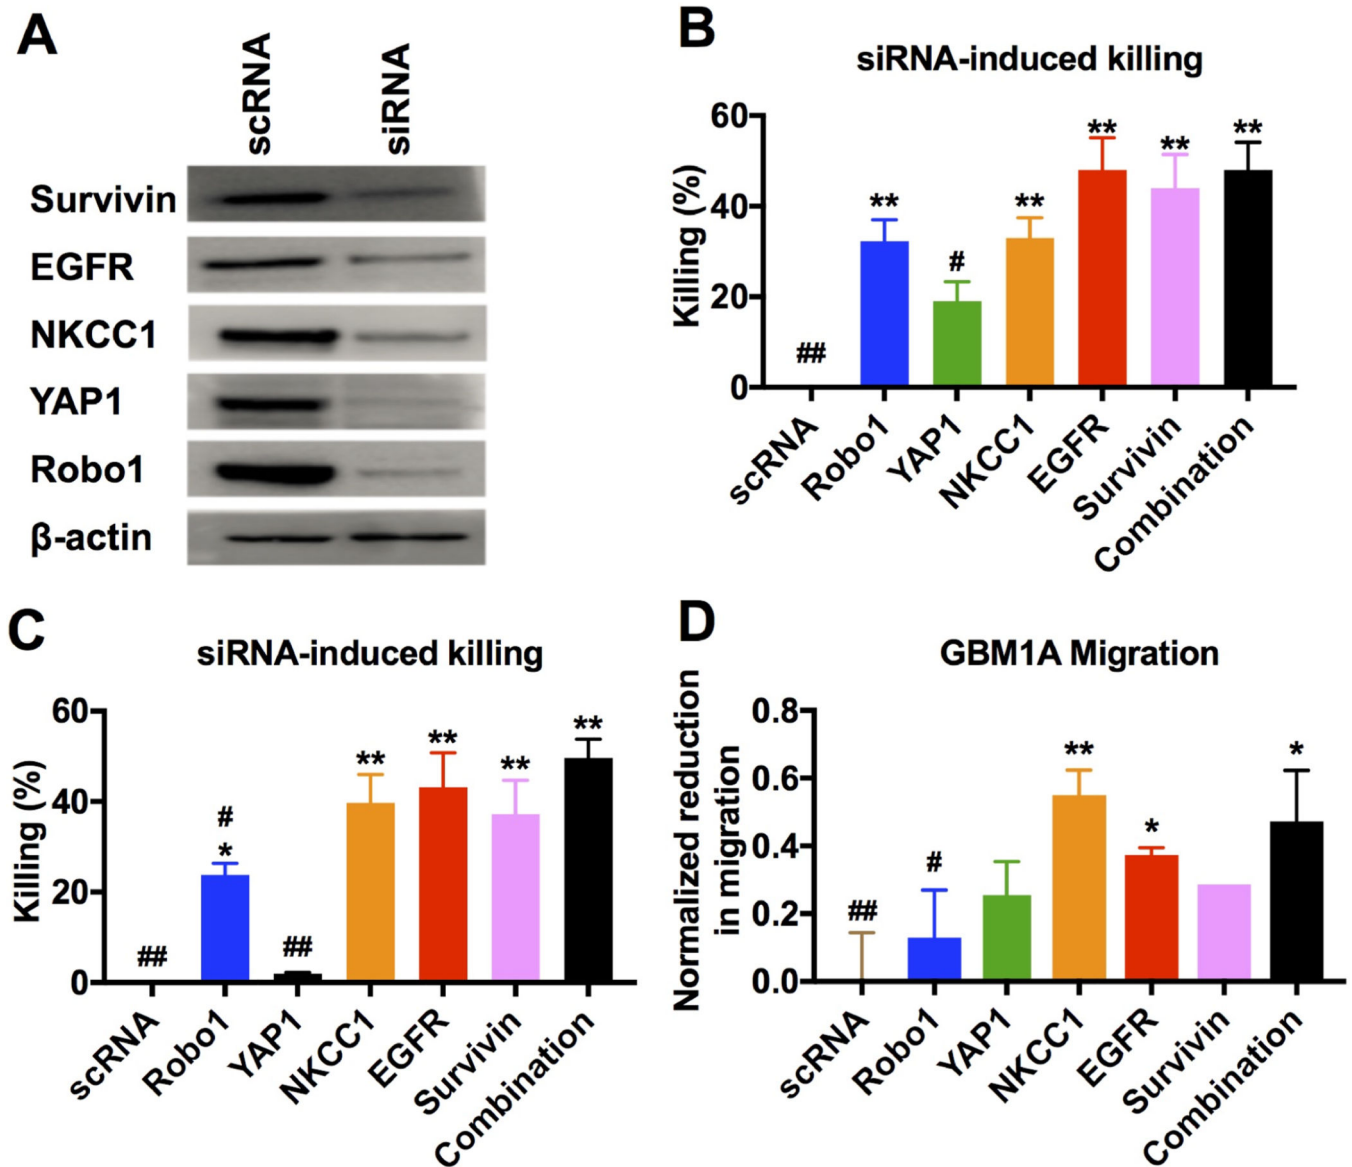 A
scRNA
siRNA
Survivin
EGFR
NKCC1
YAP1
Robo1
β-actin
B
siRNA-induced killing
Killing (%)
60
40
20
0
##
**
#
**
**
**
**
scRNA
Robo1
YAP1
NKCC1
EGFR
Survivin
Combination
C
siRNA-induced killing
Killing (%)
60
40
20
0
##
#
*
##
**
**
**
**
scRNA
Robo1
YAP1
NKCC1
EGFR
Survivin
Combination
D
GBM1A Migration
Normalized reduction
in migration
0.8
0.6
0.4
0.2
0.0
##
#
**
*
*
scRNA
Robo1
YAP1
NKCC1
EGFR
Survivin
Combination